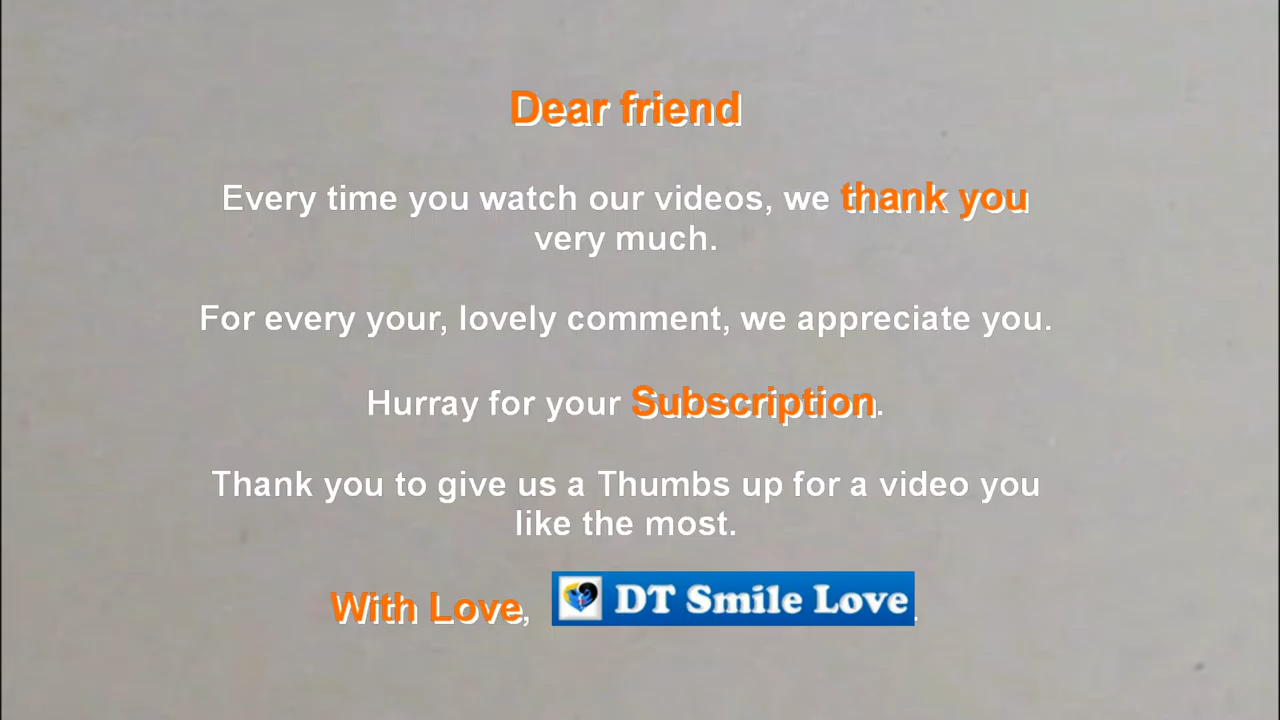 Dear friend
Every time you watch our videos, we thank you
very much.
For every your, lovely comment, we appreciate you.
Hurray for your Subscription.
Thank you to give us a Thumbs up for a video you
like the most.
With Love, DT Smile Love.